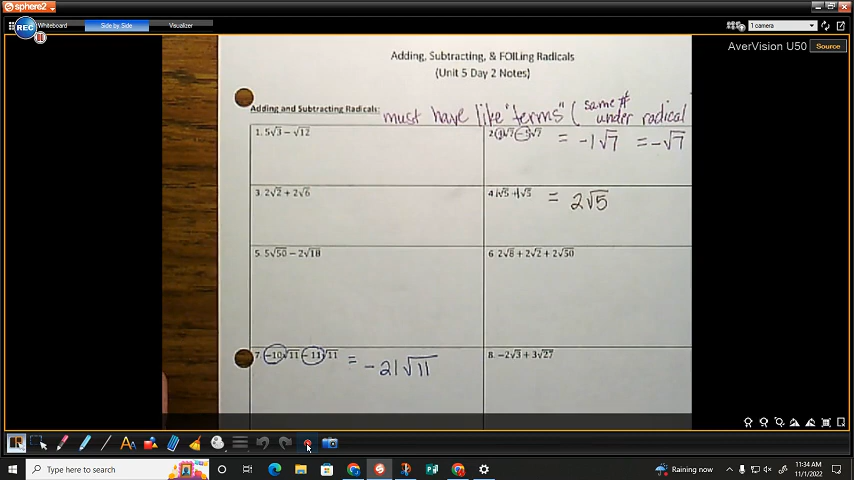 sphere2
REC
Whiteboard
Side by Side
Visualizer
1 camera
AverVision U50
Source
Adding, Subtracting, & FOILing Radicals
(Unit 5 Day 2 Notes)
Adding and Subtracting Radicals: must have like "terms" (same # under radical
1. 5√3 − √12
= -1√7 = -√7
3. 2√2 + 2√6
4. 1√5 + 1√5 = 2√5
5. 5√50 − 2√18
6. 2√8 + 2√2 + 2√50
7. −10√11 − 11√11 = -21√11
8. −2√3 + 3√27
Type here to search
Raining now
11:34 AM
11/1/2022